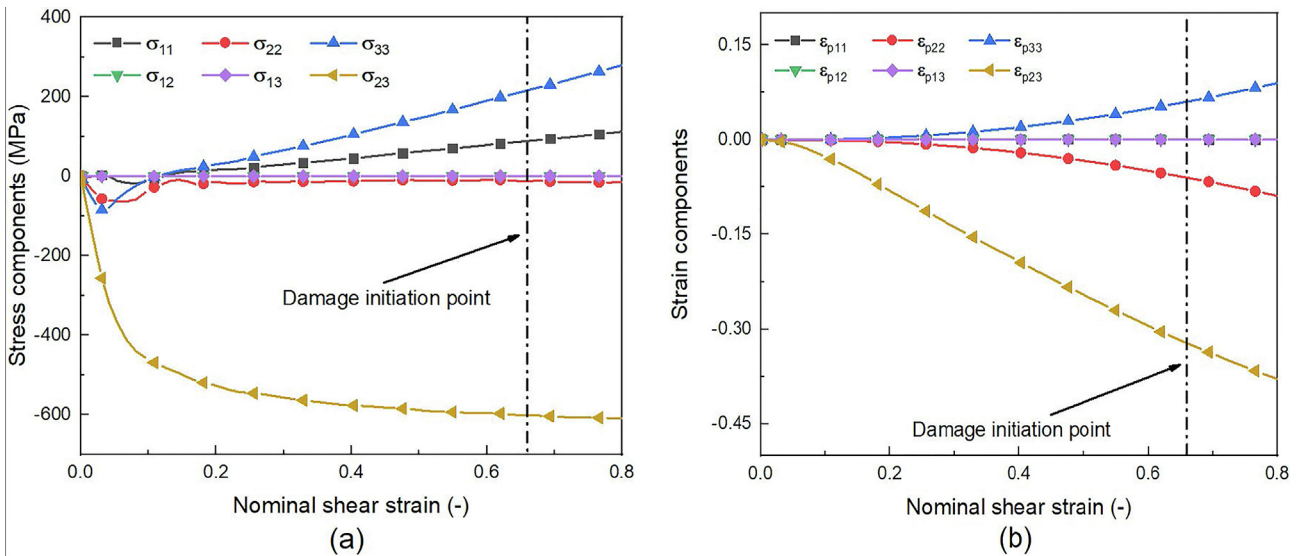 400
200
0
-200
-400
-600
Stress components (MPa)
σ11 σ22 σ33
σ12 σ13 σ23
Damage initiation point
0.0 0.2 0.4 0.6 0.8
Nominal shear strain (-)
(a)
0.15
0.00
-0.15
-0.30
-0.45
Strain components
εp11 εp22 εp33
εp12 εp13 εp23
Damage initiation point
0.0 0.2 0.4 0.6 0.8
Nominal shear strain (-)
(b)